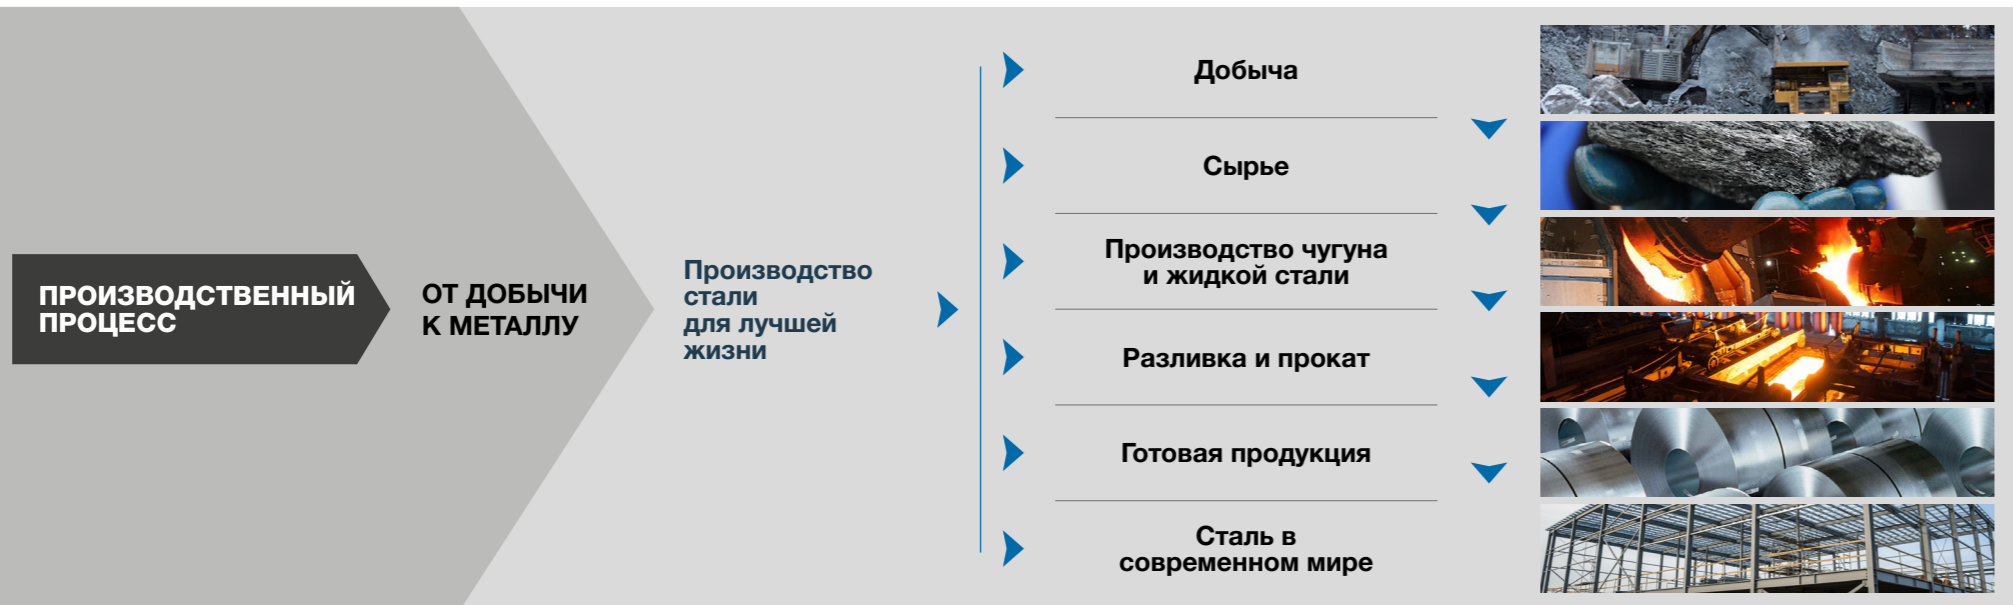 ПРОИЗВОДСТВЕННЫЙ
ПРОЦЕСС
ОТ ДОБЫЧИ
К МЕТАЛЛУ
Производство
стали
для лучшей
жизни
Добыча
Сырье
Производство чугуна
и жидкой стали
Разливка и прокат
Готовая продукция
Сталь в
современном мире